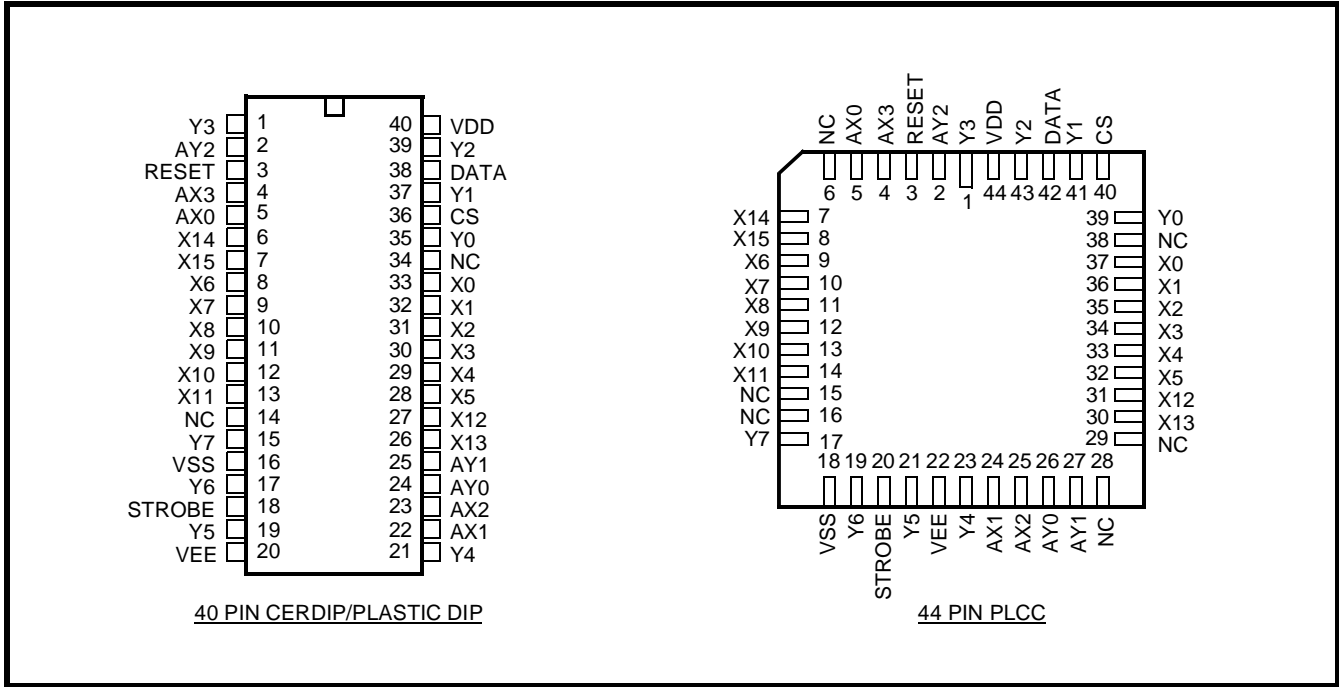 Y3 1 40 VDD
AY2 2 39 Y2
RESET 3 38 DATA
AX3 4 37 Y1
AX0 5 36 CS
X14 6 35 Y0
X15 7 34 NC
X6 8 33 X0
X7 9 32 X1
X8 10 31 X2
X9 11 30 X3
X10 12 29 X4
X11 13 28 X5
NC 14 27 X12
Y7 15 26 X13
VSS 16 25 AY1
Y6 17 24 AY0
STROBE 18 23 AX2
Y5 19 22 AX1
VEE 20 21 Y4
40 PIN CERDIP/PLASTIC DIP
NC AX0 AX3 RESET AY2 Y3 VDD Y2 DATA Y1 CS
6 5 4 3 2 1 44 43 42 41 40
X14 7 39 Y0
X15 8 38 NC
X6 9 37 X0
X7 10 36 X1
X8 11 35 X2
X9 12 34 X3
X10 13 33 X4
X11 14 32 X5
NC 15 31 X12
NC 16 30 X13
Y7 17 29 NC
18 19 20 21 22 23 24 25 26 27 28
VSS Y6 STROBE Y5 VEE Y4 AX1 AX2 AY0 AY1 NC
44 PIN PLCC